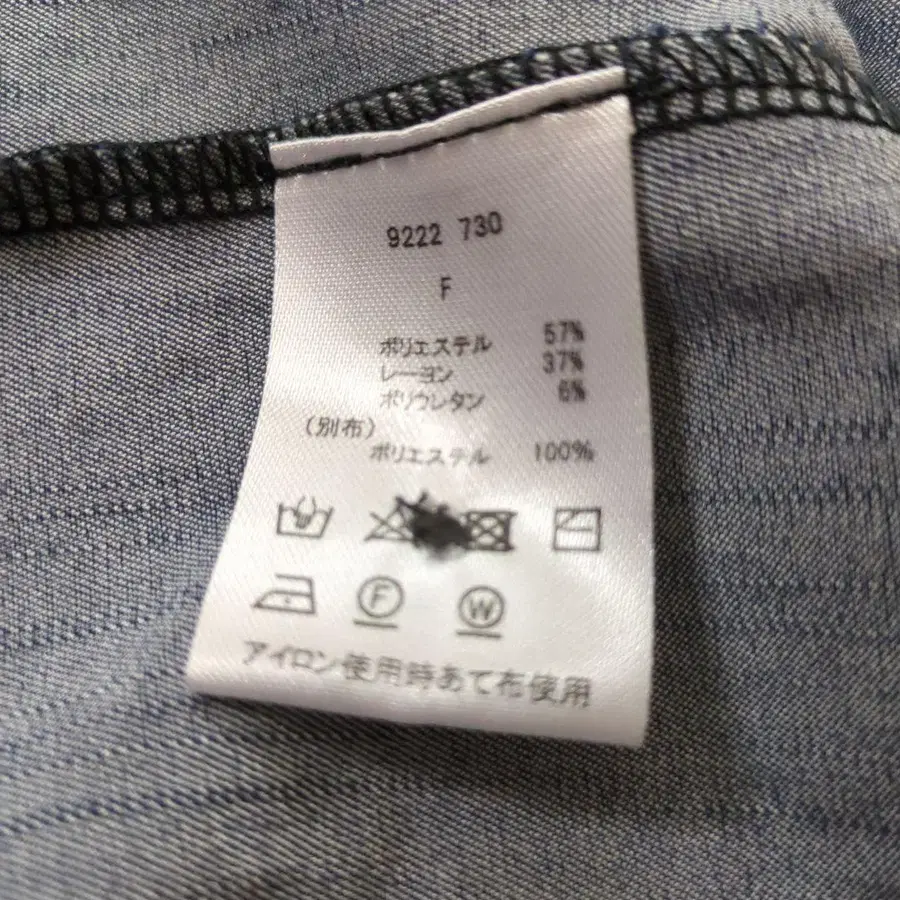 9222 730
F
ポリエステル 57%
レーヨン 37%
ポリウレタン 6%
(別布)
ポリエステル 100%
F W
アイロン使用時あて布使用